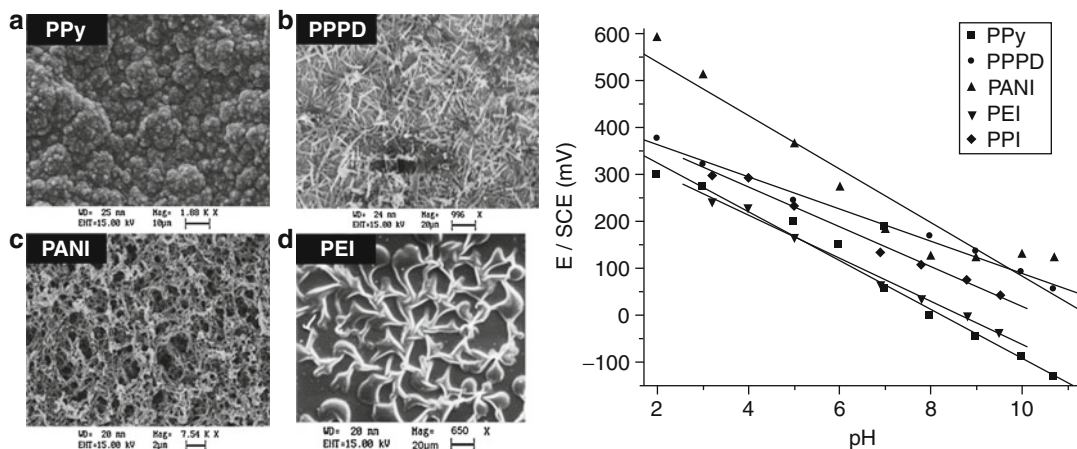 a PPy
WD= 25 mm Mag= 1.88 K X
EHT=15.00 kV 10µm
b PPPD
WD= 24 mm Mag= 996 X
EHT=15.00 kV 20µm
c PANI
WD= 20 mm Mag= 7.54 K X
EHT=15.00 kV 2µm
d PEI
WD= 20 mm Mag= 650 X
EHT=15.00 kV 20µm
E / SCE (mV)
600
500
400
300
200
100
0
−100
2 4 6 8 10
pH
PPy
PPPD
PANI
PEI
PPI